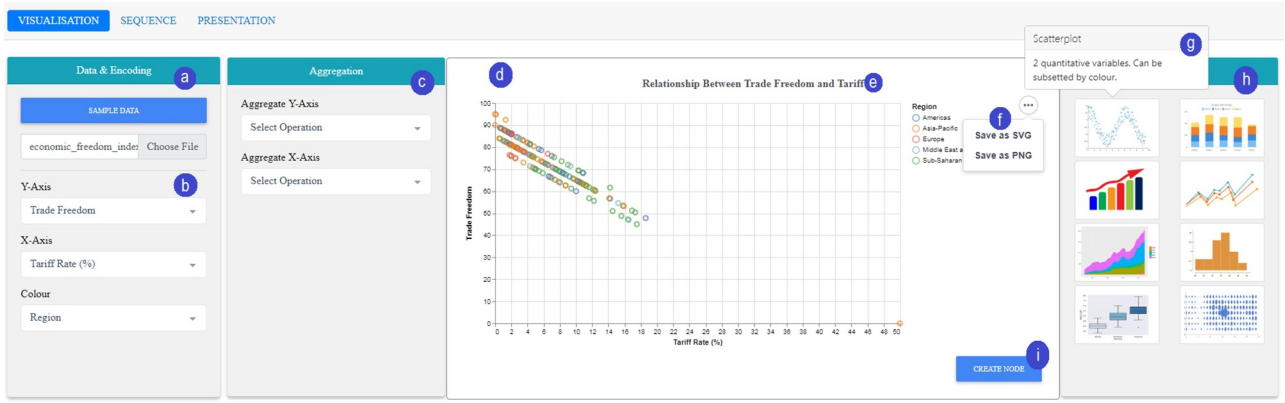 VISUALISATION SEQUENCE PRESENTATION
Data & Encoding
a
SAMPLE DATA
economic_freedom_index Choose File
b
Y-Axis
Trade Freedom
X-Axis
Tariff Rate (%)
Colour
Region
Aggregation
c
Aggregate Y-Axis
Select Operation
Aggregate X-Axis
Select Operation
d
Relationship Between Trade Freedom and Tariff
e
100
90
80
70
60
50
40
30
20
10
0
Trade Freedom
0 2 4 6 8 10 12 14 16 18 20 22 24 26 28 30 32 34 36 38 40 42 44 46 48 50
Tariff Rate (%)
Region
Americas
Asia-Pacific
Europe
Middle East a
Sub-Saharan
f
Save as SVG
Save as PNG
i
CREATE NODE
Scatterplot
g
2 quantitative variables. Can be
subsetted by colour.
h